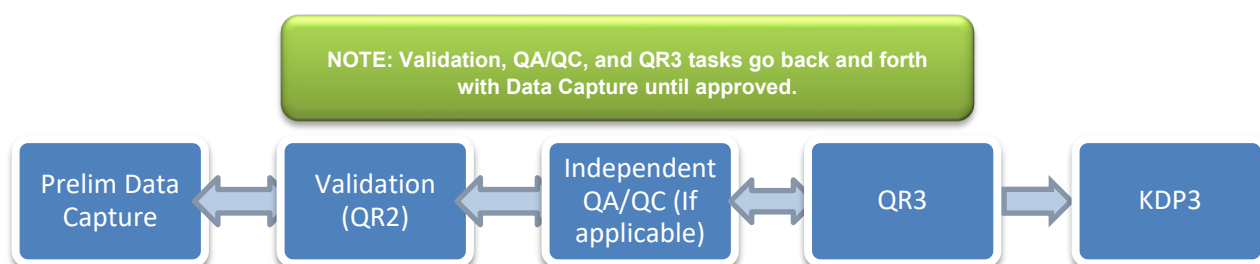 NOTE: Validation, QA/QC, and QR3 tasks go back and forth
with Data Capture until approved.
Prelim Data
Capture
Validation
(QR2)
Independent
QA/QC (If
applicable)
QR3
KDP3